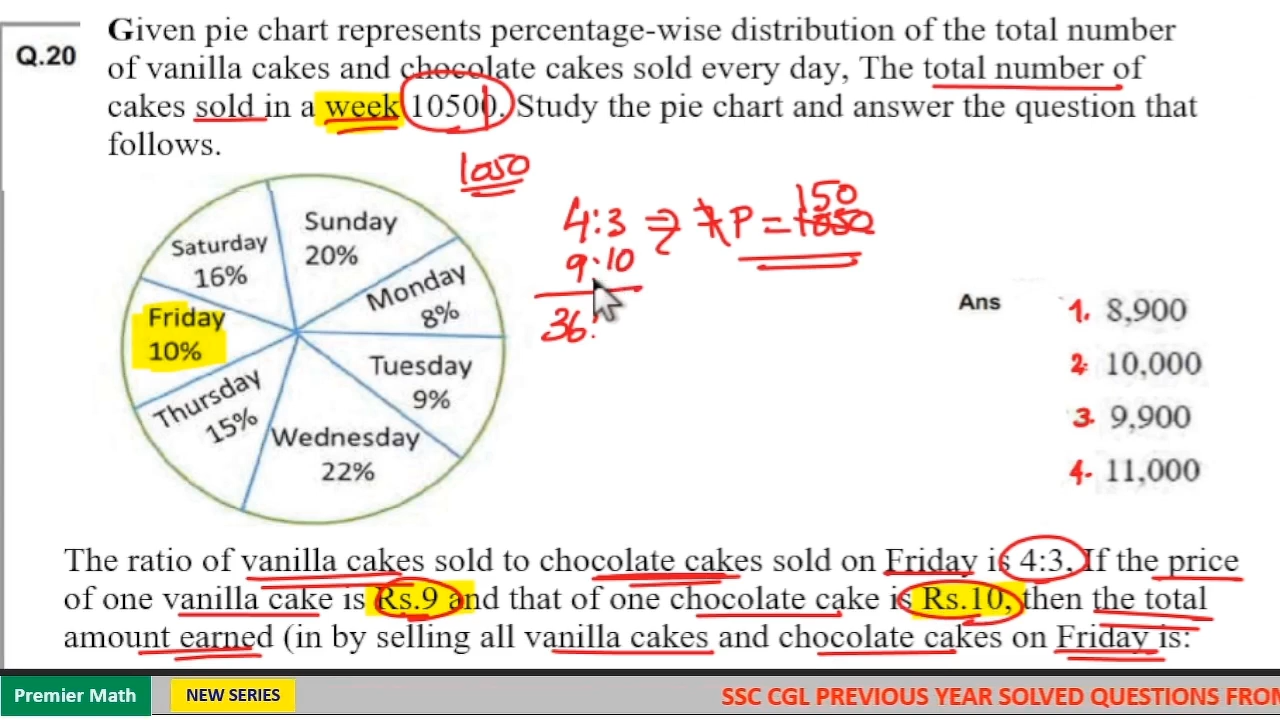 Q.20
Given pie chart represents percentage-wise distribution of the total number
of vanilla cakes and chocolate cakes sold every day, The total number of
cakes sold in a week 10500. Study the pie chart and answer the question that
follows.
1050
4:3 ⇒ 7P = 1050
150
9:10
36:
Sunday
20%
Monday
8%
Tuesday
9%
Wednesday
22%
Thursday
15%
Friday
10%
Saturday
16%
Ans
1. 8,900
2. 10,000
3. 9,900
4. 11,000
The ratio of vanilla cakes sold to chocolate cakes sold on Friday is 4:3. If the price
of one vanilla cake is Rs.9 and that of one chocolate cake is Rs.10, then the total
amount earned (in by selling all vanilla cakes and chocolate cakes on Friday is:
Premier Math
NEW SERIES
SSC CGL PREVIOUS YEAR SOLVED QUESTIONS FROM